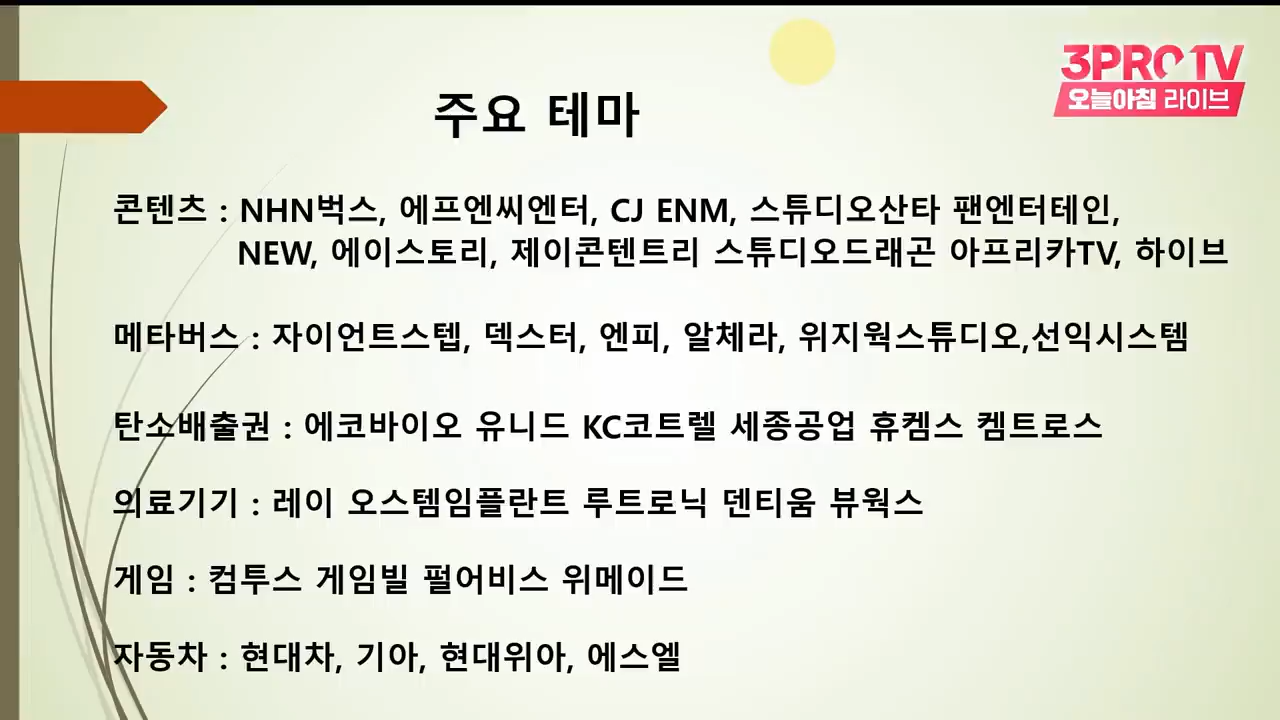 3PRO TV
오늘아침 라이브
주요 테마
콘텐츠 : NHN벅스, 에프엔씨엔터, CJ ENM, 스튜디오산타 팬엔터테인,
NEW, 에이스토리, 제이콘텐트리 스튜디오드래곤 아프리카TV, 하이브
메타버스 : 자이언트스텝, 덱스터, 엔피, 알체라, 위지웍스튜디오,선익시스템
탄소배출권 : 에코바이오 유니드 KC코트렐 세종공업 휴켐스 켐트로스
의료기기 : 레이 오스템임플란트 루트로닉 덴티움 뷰웍스
게임 : 컴투스 게임빌 펄어비스 위메이드
자동차 : 현대차, 기아, 현대위아, 에스엘